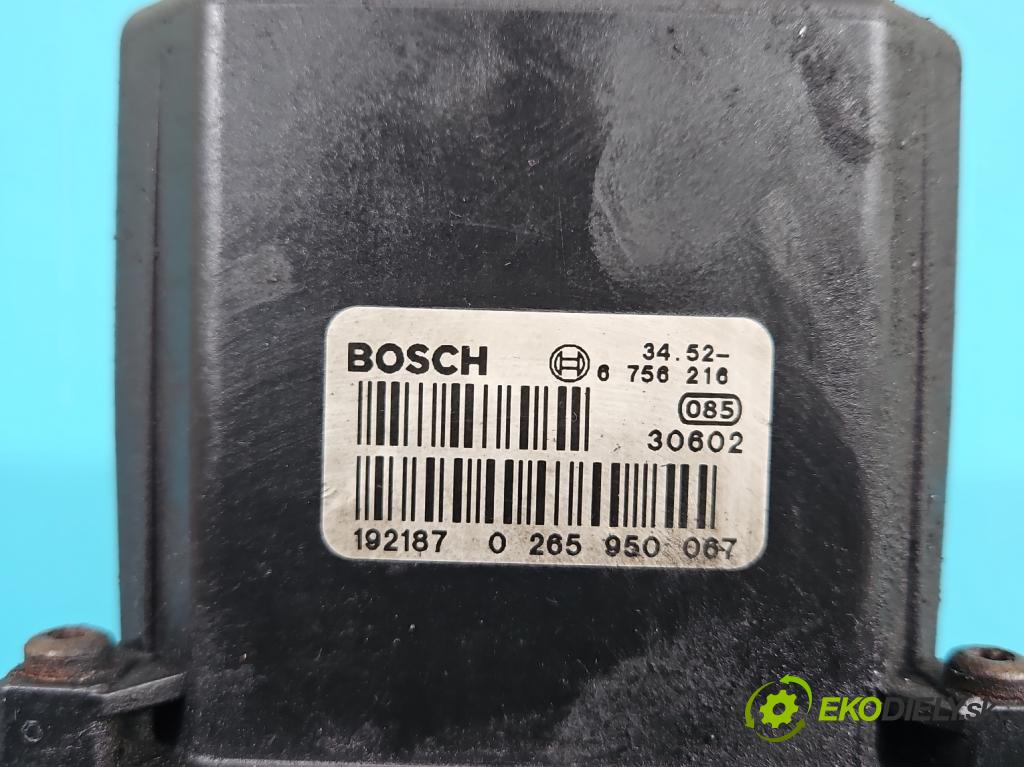 BOSCH 34.52-
6 756 216
085
30602
192187 0 265 950 067
EKODIELY.SK